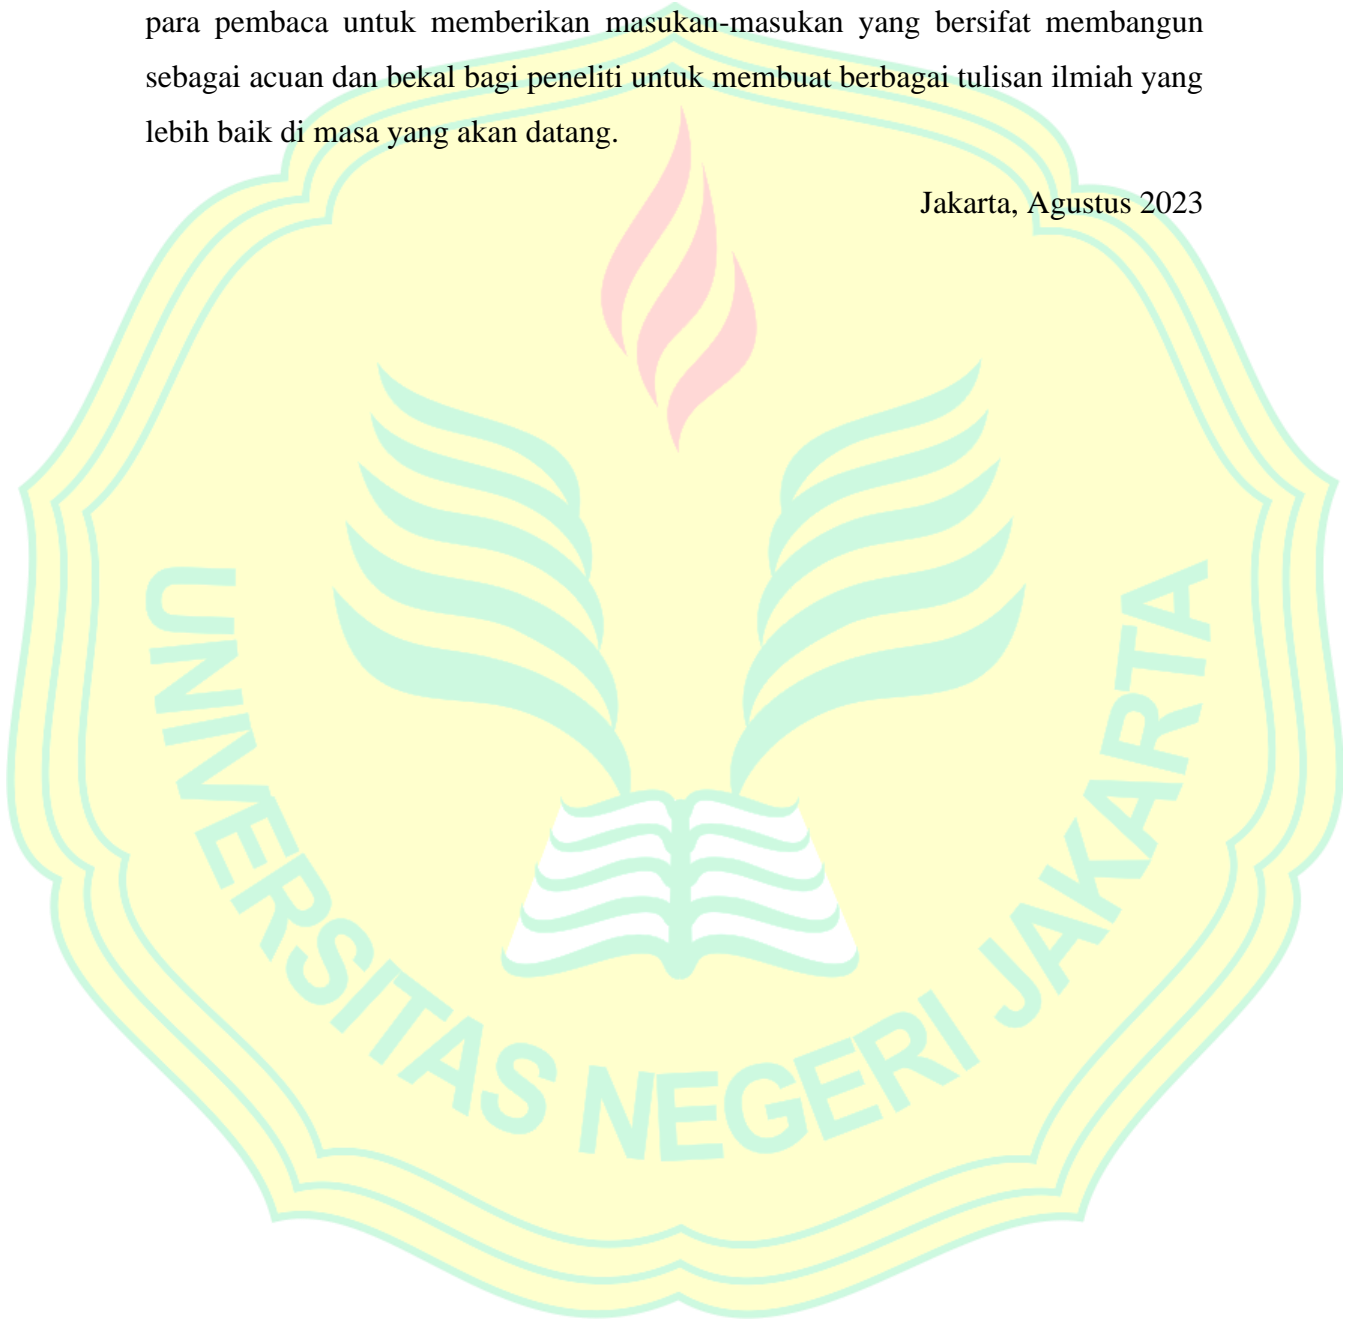 para pembaca untuk memberikan masukan-masukan yang bersifat membangun
sebagai acuan dan bekal bagi peneliti untuk membuat berbagai tulisan ilmiah yang
lebih baik di masa yang akan datang.
Jakarta, Agustus 2023
UNIVERSITAS NEGERI JAKARTA